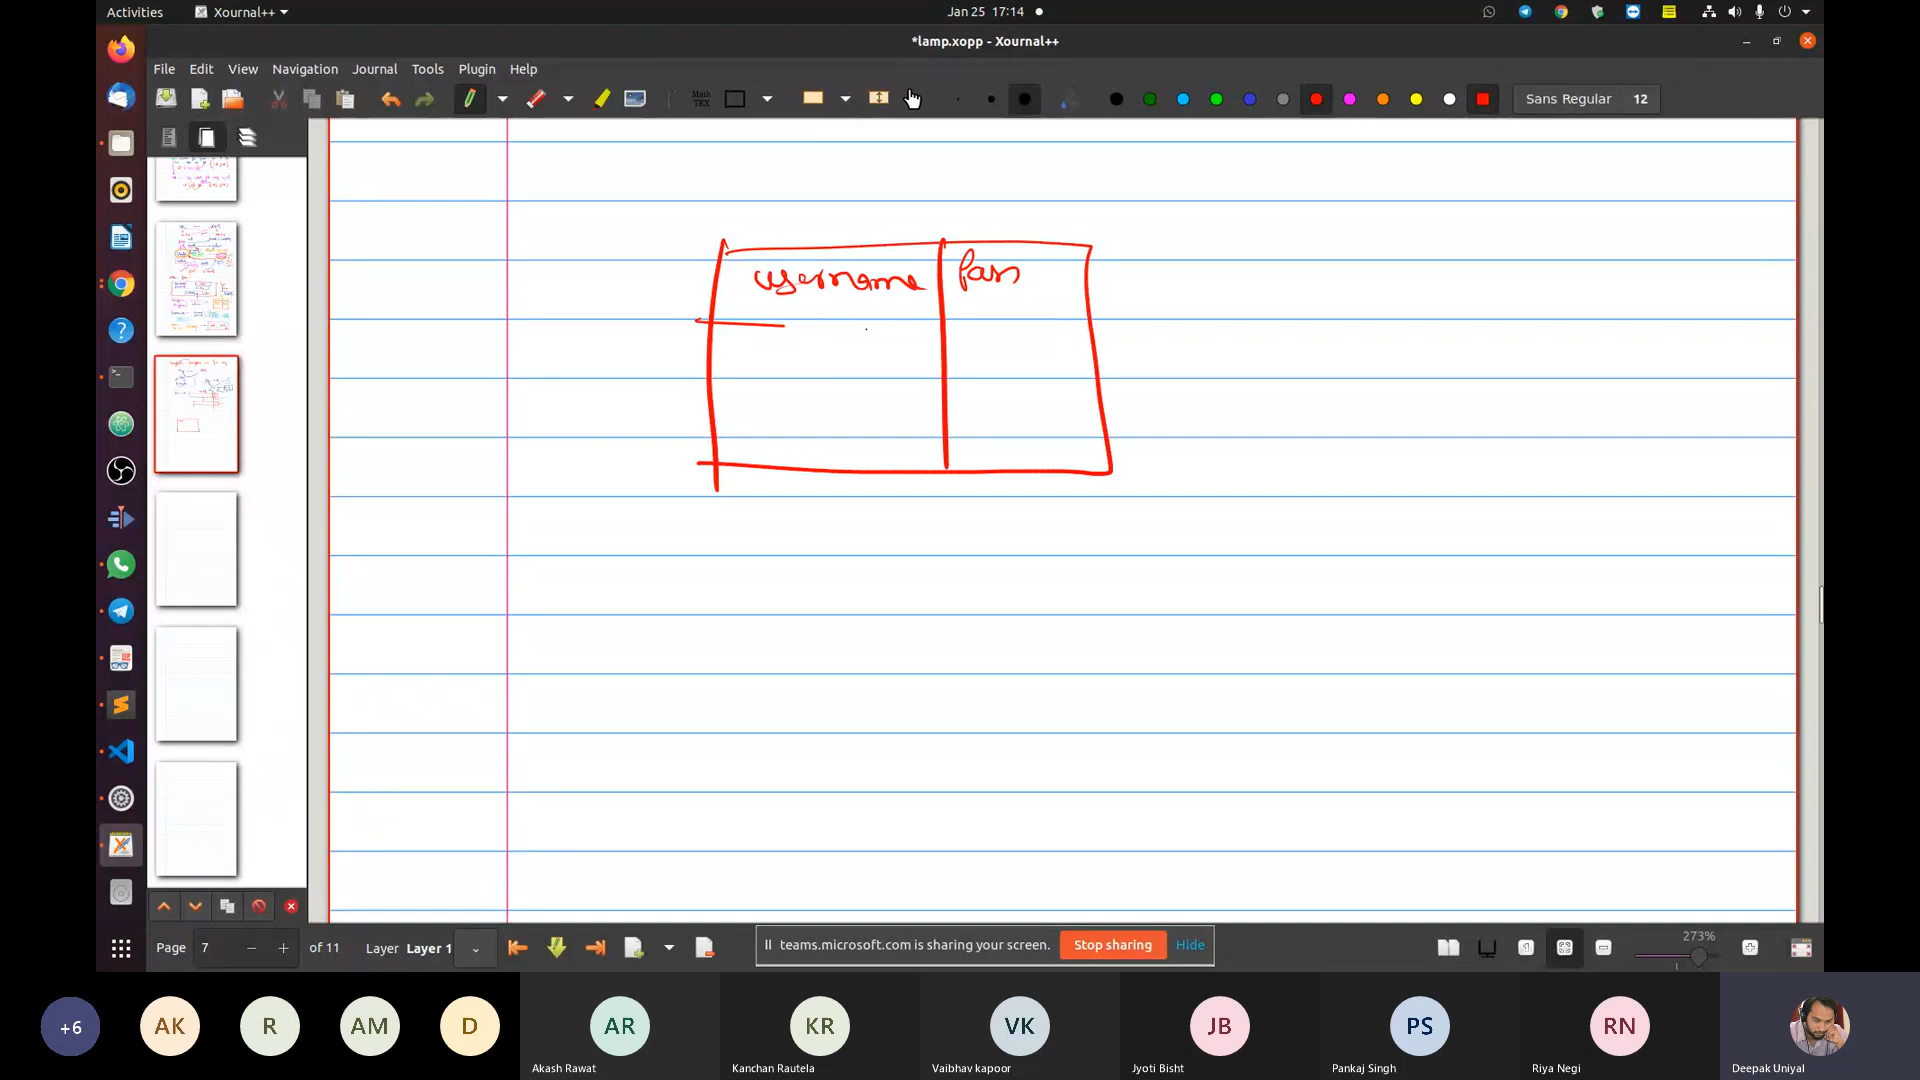 Activities Xournal++ Jan 25 17:14
*lamp.xopp - Xournal++
File Edit View Navigation Journal Tools Plugin Help
Math TEX Sans Regular 12
username pass
Page 7 of 11 Layer Layer 1 teams.microsoft.com is sharing your screen. Stop sharing Hide 273%
+6 AK R AM D AR KR VK JB PS RN
Akash Rawat Kanchan Rautela Vaibhav kapoor Jyoti Bisht Pankaj Singh Riya Negi Deepak Uniyal